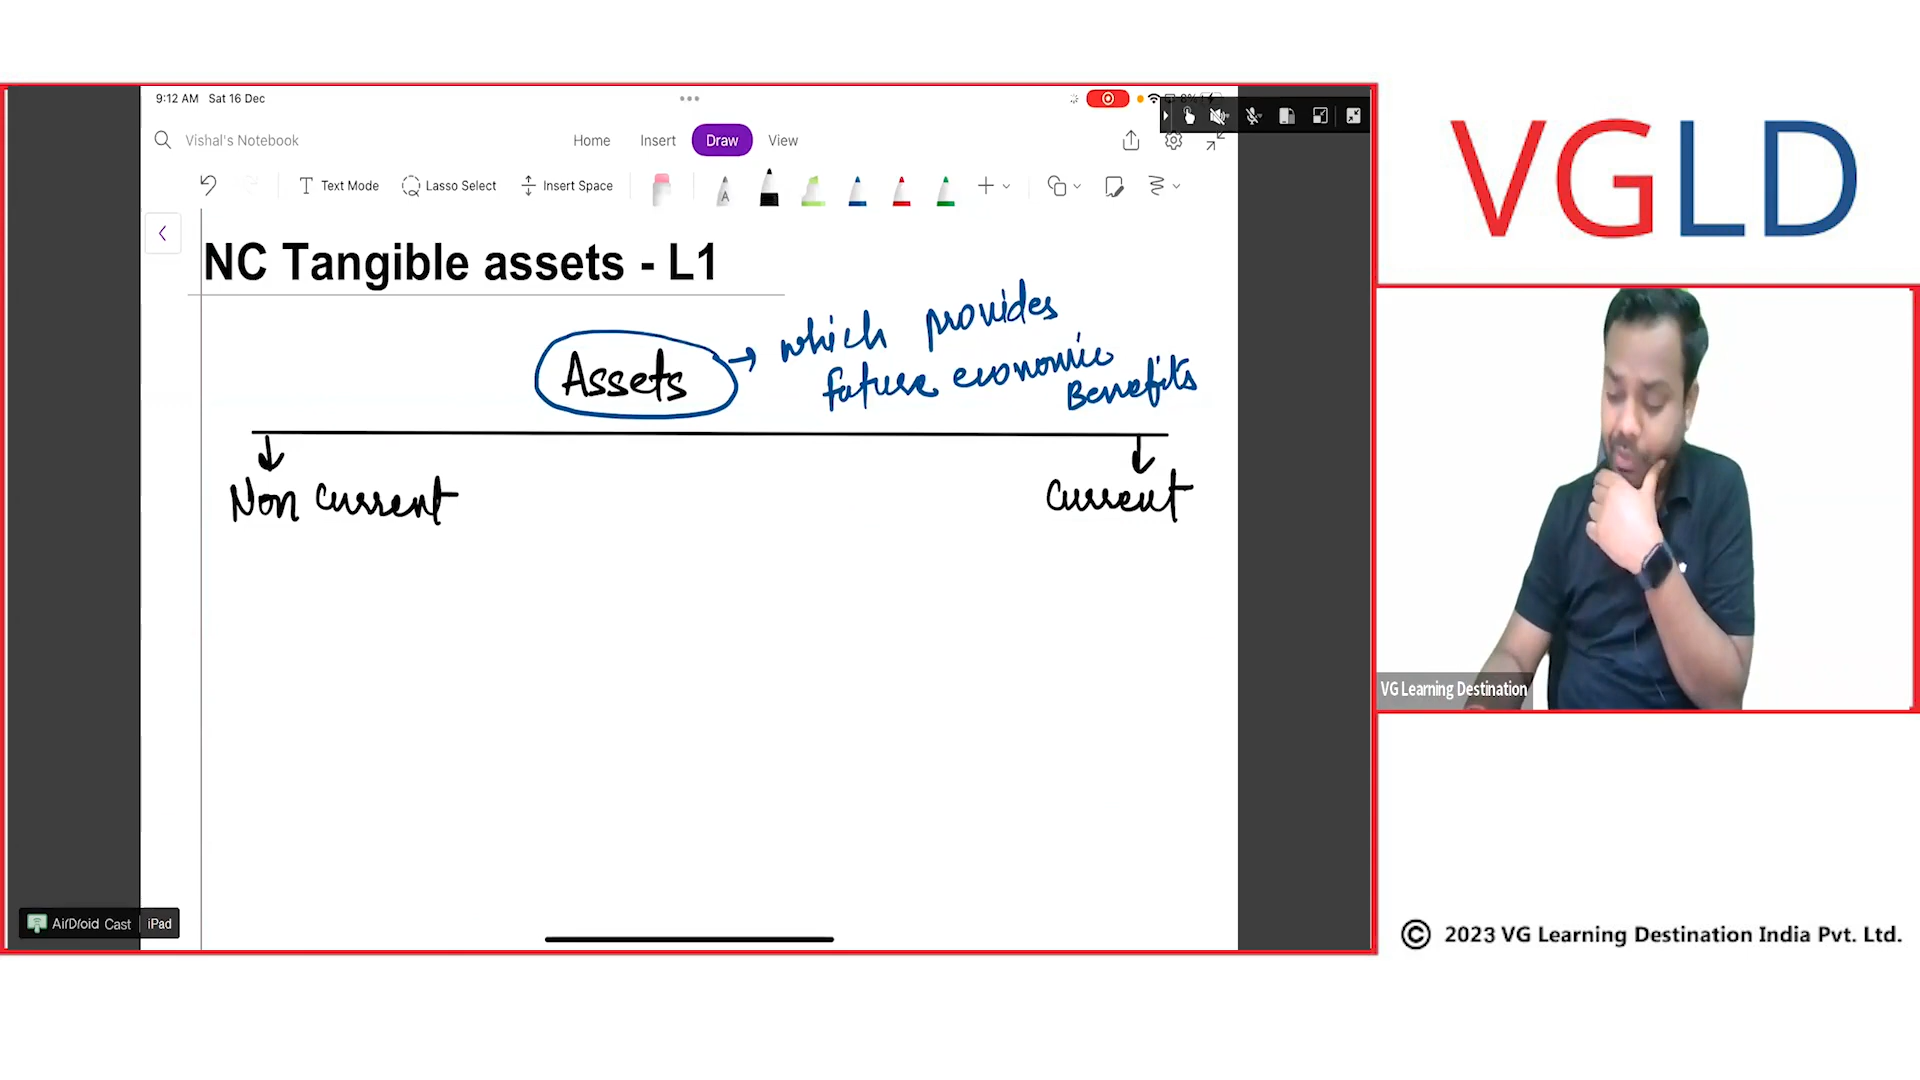 9:12 AM Sat 16 Dec
8%
Vishal's Notebook
Home Insert Draw View
Text Mode Lasso Select Insert Space
NC Tangible assets - L1
Assets → which provides
future economic
Benefits
Non Current
Current
AirDroid Cast iPad
VGLD
VG Learning Destination
© 2023 VG Learning Destination India Pvt. Ltd.